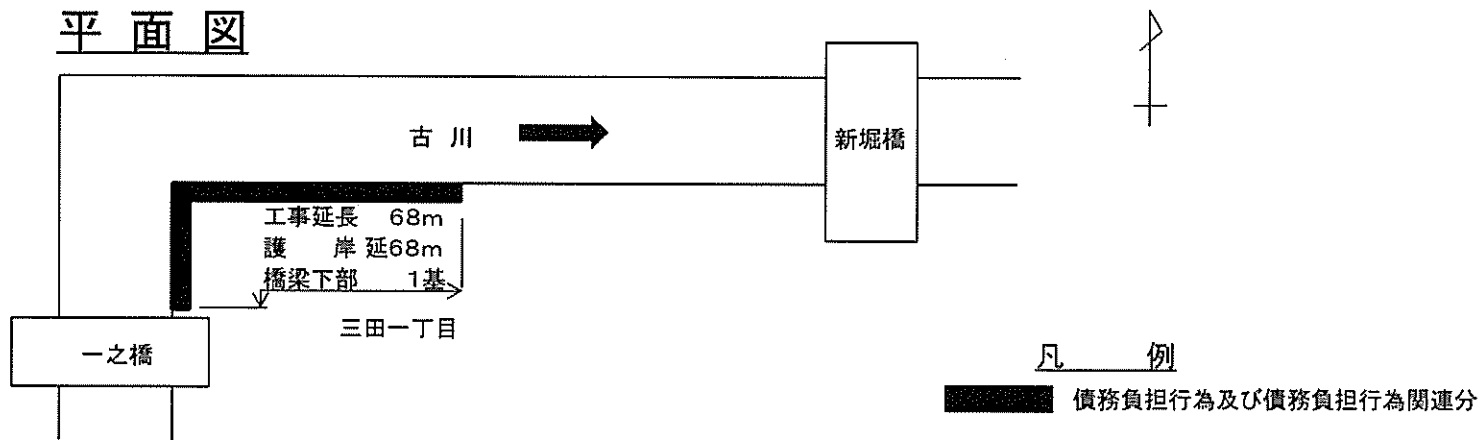 平面図
古川
新堀橋
工事延長 68m
護岸 延68m
橋梁下部 1基
三田一丁目
一之橋
凡例
債務負担行為及び債務負担行為関連分